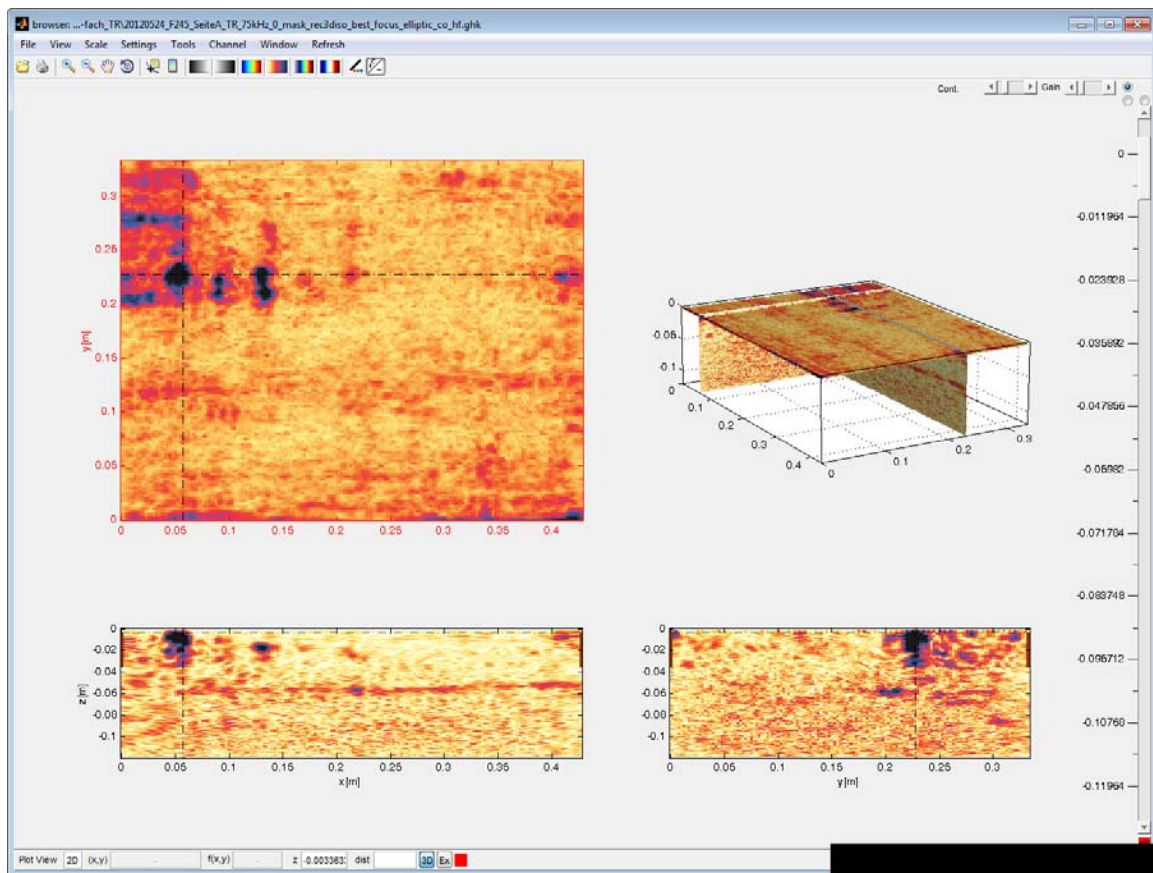 browser: ...-fach_TR\20120524_F245_SeiteA_TR_75kHz_0_mask_rec3diso_best_focus_elliptic_co_hf.ghk
File View Scale Settings Tools Channel Window Refresh
Cont. Gain
0
-0.011964
-0.023928
-0.035892
-0.047856
-0.05982
-0.071784
-0.083748
-0.095712
-0.10768
-0.11964
0.3
0.25
0.2
0.15
0.1
0.05
0
y[m]
0 0.05 0.1 0.15 0.2 0.25 0.3 0.35 0.4
0
-0.05
-0.1
0 0.1 0.2 0.3 0.4
0 0.1 0.2 0.3
0
-0.02
-0.04
-0.06
-0.08
-0.1
z[m]
0 0.05 0.1 0.15 0.2 0.25 0.3 0.35 0.4
x[m]
0
-0.02
-0.04
-0.06
-0.08
-0.1
0 0.05 0.1 0.15 0.2 0.25 0.3
y[m]
Plot View 2D (x,y) - f(x,y) - z -0.003363 dist 3D Ex